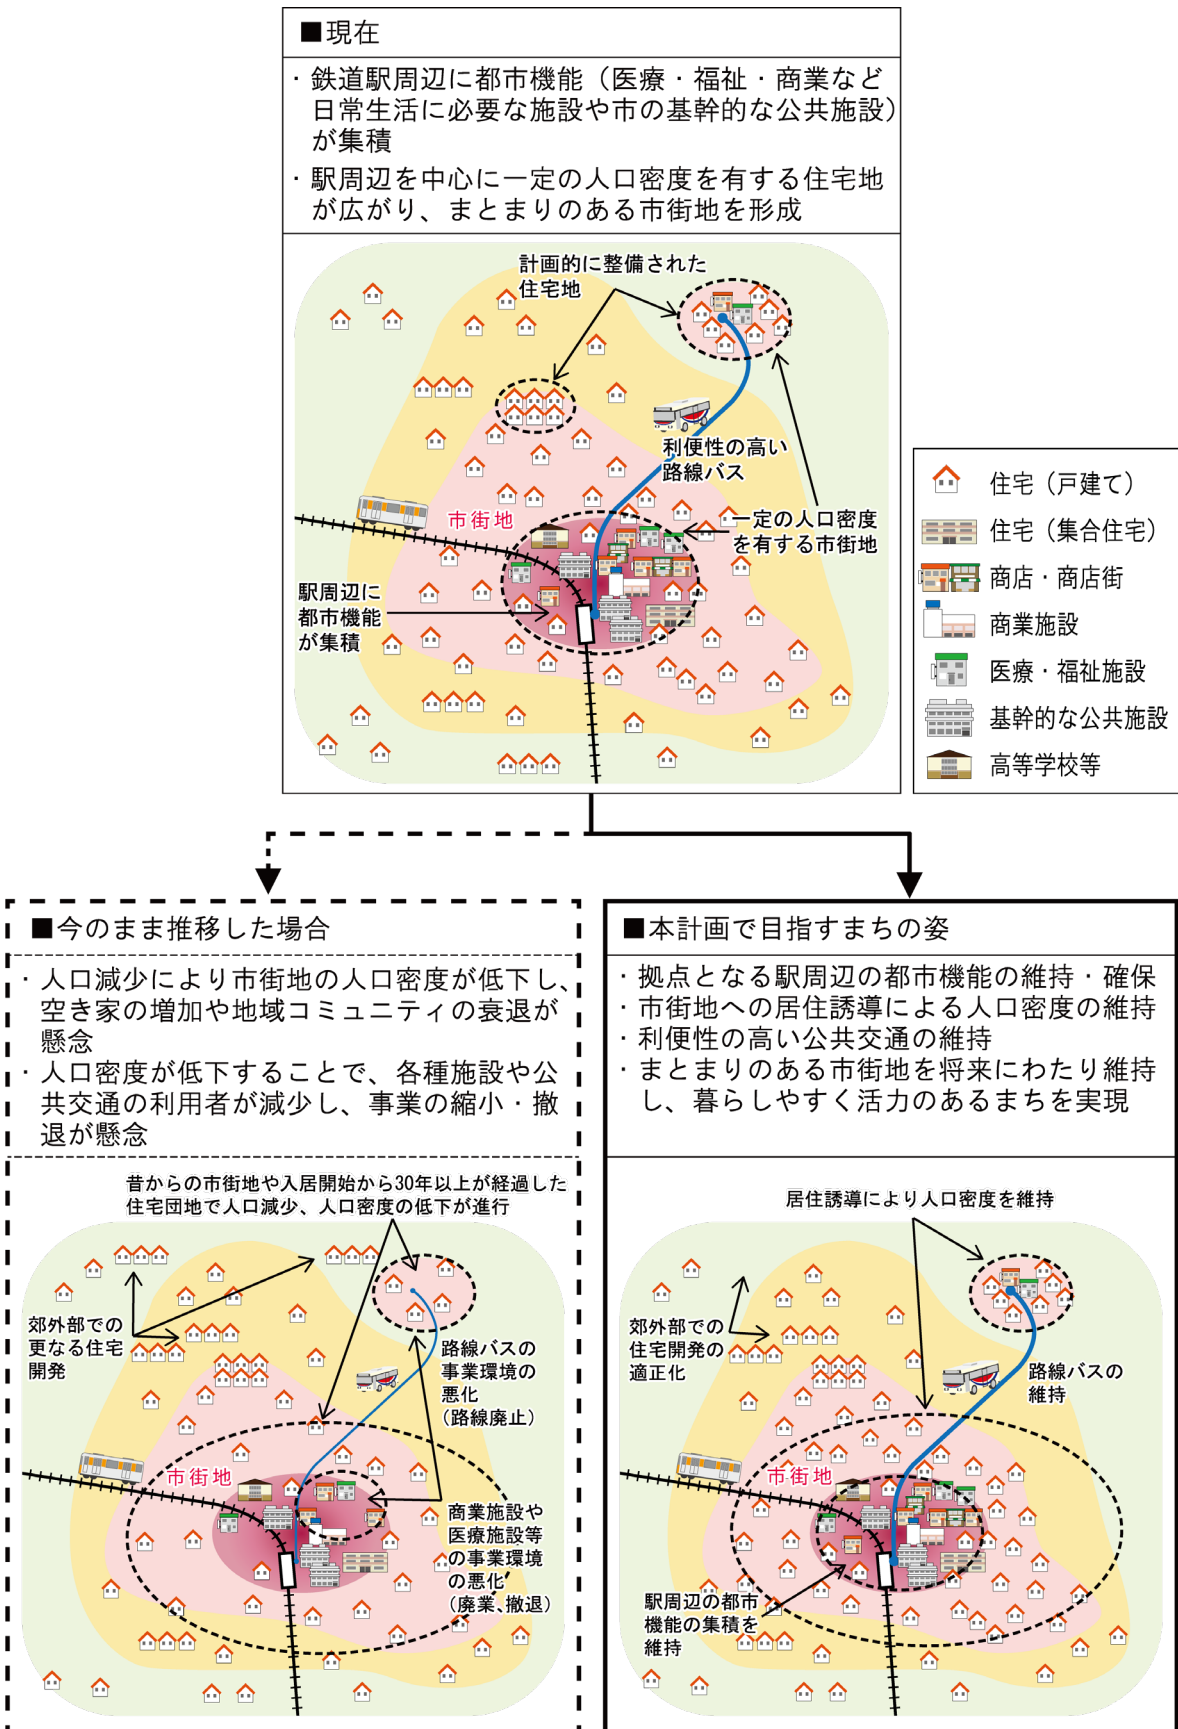 ■現在
・鉄道駅周辺に都市機能（医療・福祉・商業など
日常生活に必要な施設や市の基幹的な公共施設）
が集積
・駅周辺を中心に一定の人口密度を有する住宅地
が広がり、まとまりのある市街地を形成
計画的に整備された
住宅地
利便性の高い
路線バス
市街地
一定の人口密度
を有する市街地
駅周辺に
都市機能
が集積
住宅（戸建て）
住宅（集合住宅）
商店・商店街
商業施設
医療・福祉施設
基幹的な公共施設
高等学校等
■今のまま推移した場合
・人口減少により市街地の人口密度が低下し、
空き家の増加や地域コミュニティの衰退が
懸念
・人口密度が低下することで、各種施設や公
共交通の利用者が減少し、事業の縮小・撤
退が懸念
昔からの市街地や入居開始から30年以上が経過した
住宅団地で人口減少、人口密度の低下が進行
郊外部での
更なる住宅
開発
路線バスの
事業環境の
悪化
（路線廃止）
市街地
商業施設や
医療施設等
の事業環境
の悪化
（廃業、撤退）
■本計画で目指すまちの姿
・拠点となる駅周辺の都市機能の維持・確保
・市街地への居住誘導による人口密度の維持
・利便性の高い公共交通の維持
・まとまりのある市街地を将来にわたり維持
し、暮らしやすく活力のあるまちを実現
居住誘導により人口密度を維持
郊外部での
住宅開発の
適正化
路線バスの
維持
市街地
駅周辺の都市
機能の集積を
維持